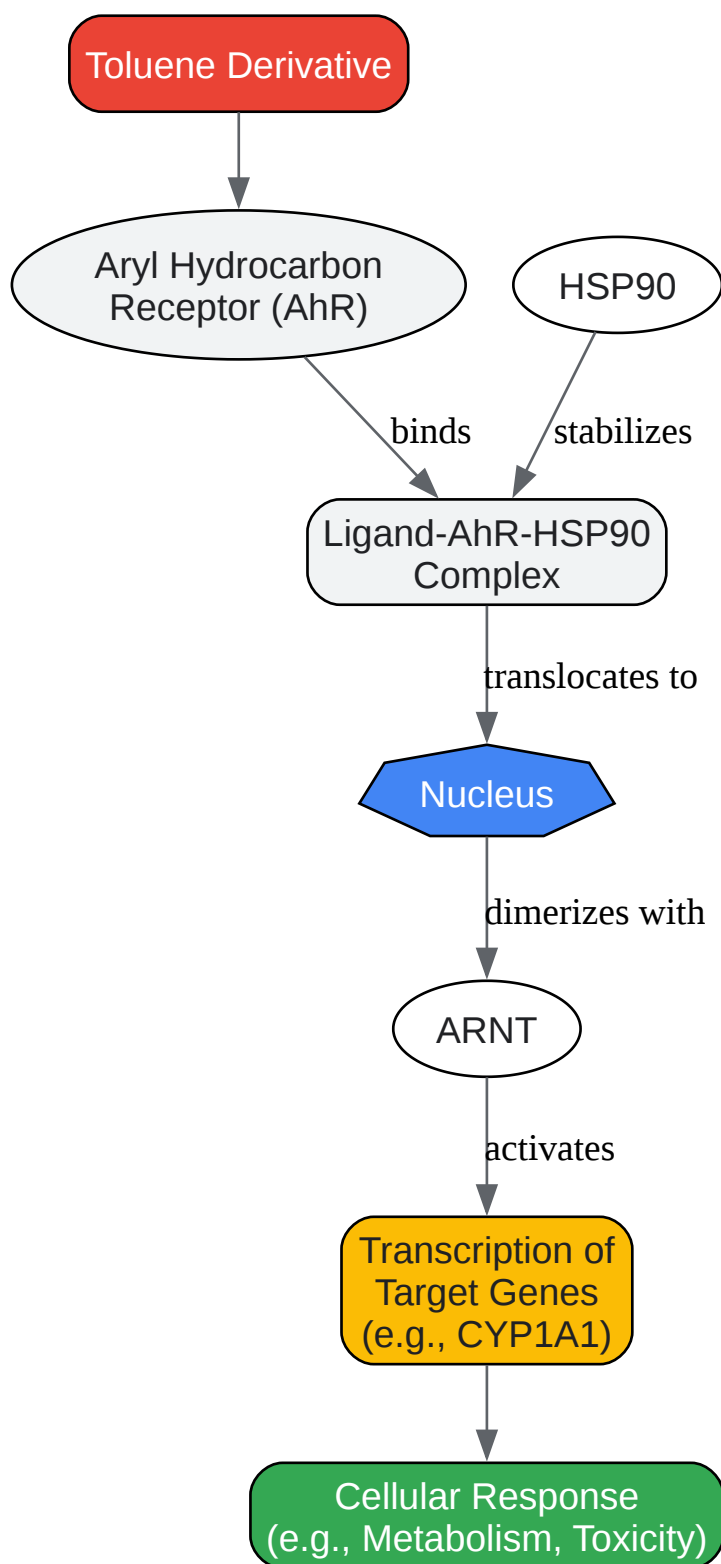 Toluene Derivative
Aryl Hydrocarbon
Receptor (AhR)
HSP90
binds
stabilizes
Ligand-AhR-HSP90
Complex
translocates to
Nucleus
dimerizes with
ARNT
activates
Transcription of
Target Genes
(e.g., CYP1A1)
Cellular Response
(e.g., Metabolism, Toxicity)